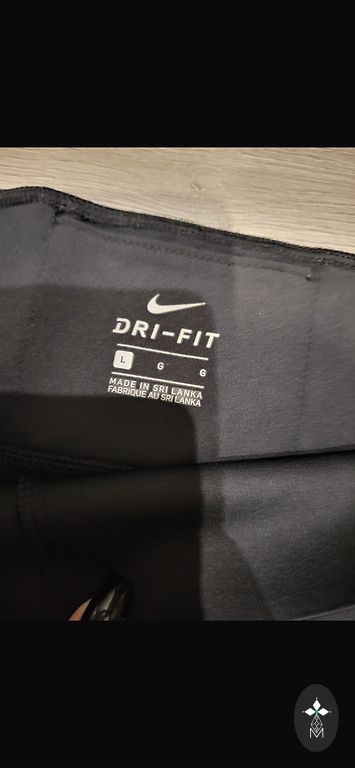 DRI-FIT
L G G
MADE IN SRI LANKA
FABRIQUE AU SRI LANKA
M